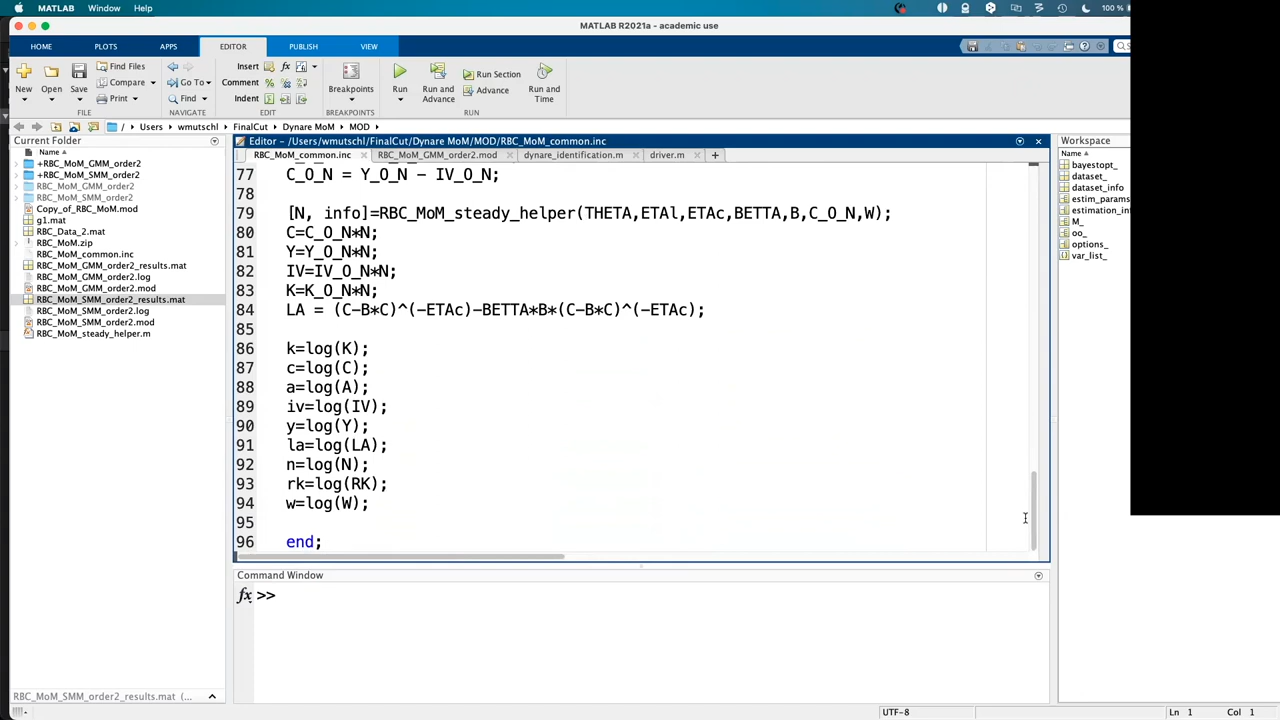 MATLAB Window Help
100 %
MATLAB R2021a - academic use
HOME PLOTS APPS EDITOR PUBLISH VIEW
New Open Save Find Files Compare Print Go To Find Insert Comment Indent Breakpoints Run Run and Advance Run Section Advance Run and Time
FILE NAVIGATE EDIT BREAKPOINTS RUN
/ Users wmutschl FinalCut Dynare MoM MOD
Current Folder
Name
+RBC_MoM_GMM_order2
+RBC_MoM_SMM_order2
RBC_MoM_GMM_order2
RBC_MoM_SMM_order2
Copy_of_RBC_MoM.mod
g1.mat
RBC_Data_2.mat
RBC_MoM.zip
RBC_MoM_common.inc
RBC_MoM_GMM_order2_results.mat
RBC_MoM_GMM_order2.log
RBC_MoM_GMM_order2.mod
RBC_MoM_SMM_order2_results.mat
RBC_MoM_SMM_order2.log
RBC_MoM_SMM_order2.mod
RBC_MoM_steady_helper.m
RBC_MoM_SMM_order2_results.mat (...
Editor - /Users/wmutschl/FinalCut/Dynare MoM/MOD/RBC_MoM_common.inc
RBC_MoM_common.inc RBC_MoM_GMM_order2.mod dynare_identification.m driver.m
77 C_O_N = Y_O_N - IV_O_N;
78
79 [N, info]=RBC_MoM_steady_helper(THETA,ETAl,ETAc,BETTA,B,C_O_N,W);
80 C=C_O_N*N;
81 Y=Y_O_N*N;
82 IV=IV_O_N*N;
83 K=K_O_N*N;
84 LA = (C-B*C)^(-ETAc)-BETTA*B*(C-B*C)^(-ETAc);
85
86 k=log(K);
87 c=log(C);
88 a=log(A);
89 iv=log(IV);
90 y=log(Y);
91 la=log(LA);
92 n=log(N);
93 rk=log(RK);
94 w=log(W);
95
96 end;
Command Window
fx >>
Workspace
Name
bayestopt_
dataset_
dataset_info
estim_params
estimation_inf
M_
oo_
options_
var_list_
UTF-8 Ln 1 Col 1